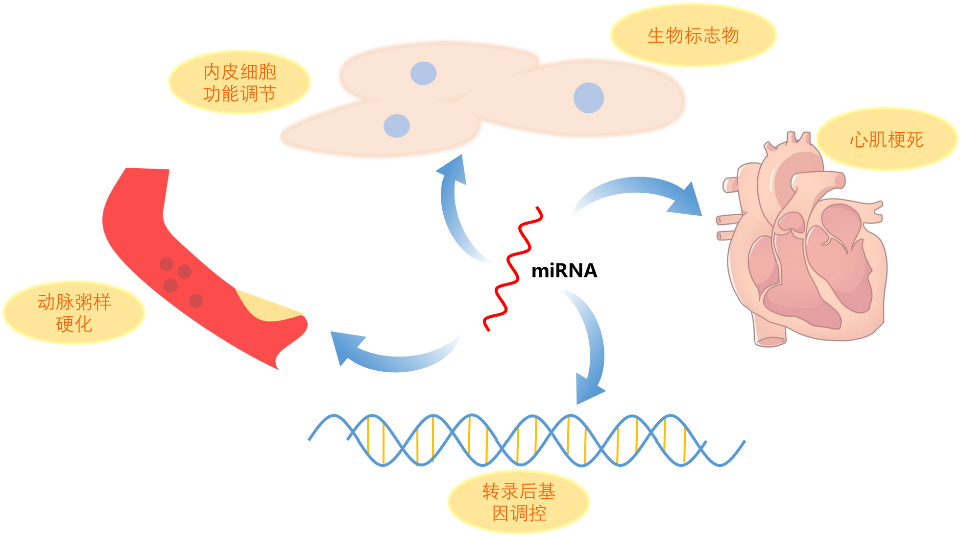 生物标志物
内皮细胞
功能调节
心肌梗死
miRNA
动脉粥样
硬化
转录后基
因调控